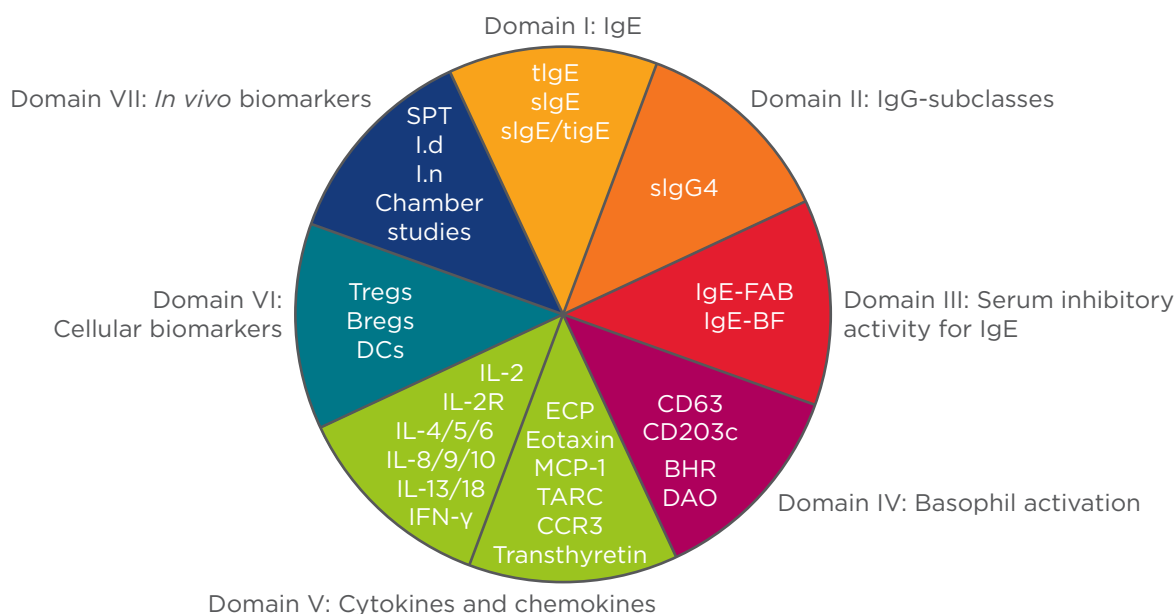 Domain I: IgE
tIgE
sIgE
sIgE/tigE
Domain II: IgG-subclasses
sIgG4
Domain III: Serum inhibitory
activity for IgE
IgE-FAB
IgE-BF
Domain IV: Basophil activation
CD63
CD203c
BHR
DAO
Domain V: Cytokines and chemokines
ECP
Eotaxin
MCP-1
TARC
CCR3
Transthyretin
IL-2
IL-2R
IL-4/5/6
IL-8/9/10
IL-13/18
IFN-γ
Domain VI:
Cellular biomarkers
Tregs
Bregs
DCs
Domain VII: In vivo biomarkers
SPT
I.d
I.n
Chamber
studies